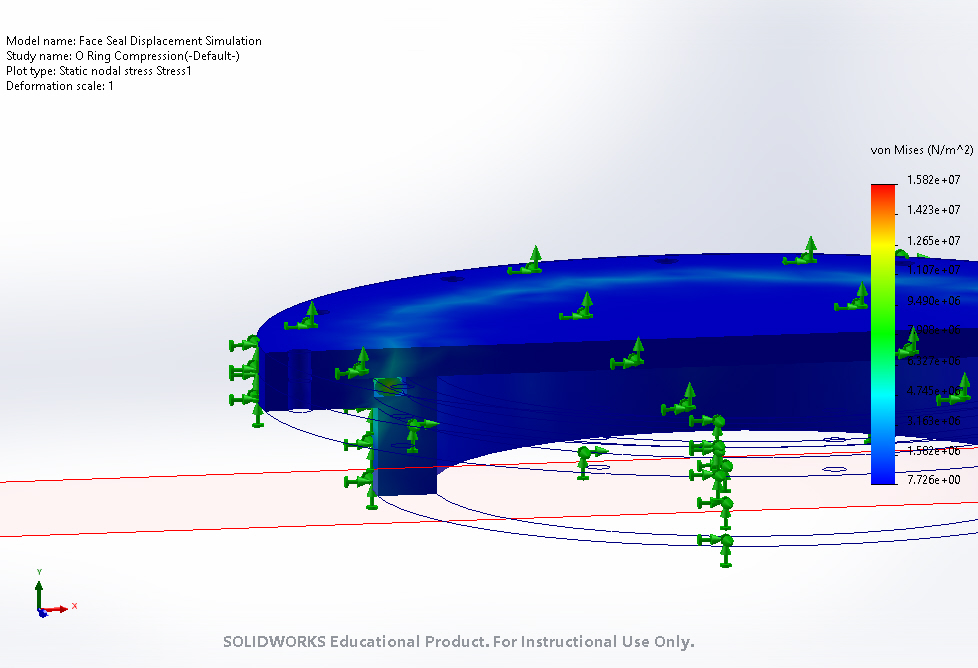 Model name: Face Seal Displacement Simulation
Study name: O Ring Compression(-Default-)
Plot type: Static nodal stress Stress1
Deformation scale: 1
von Mises (N/m^2)
1.582e+07
1.423e+07
1.265e+07
1.107e+07
9.490e+06
6.327e+06
4.745e+06
3.163e+06
1.582e+06
7.726e+00
Y
X
SOLIDWORKS Educational Product. For Instructional Use Only.